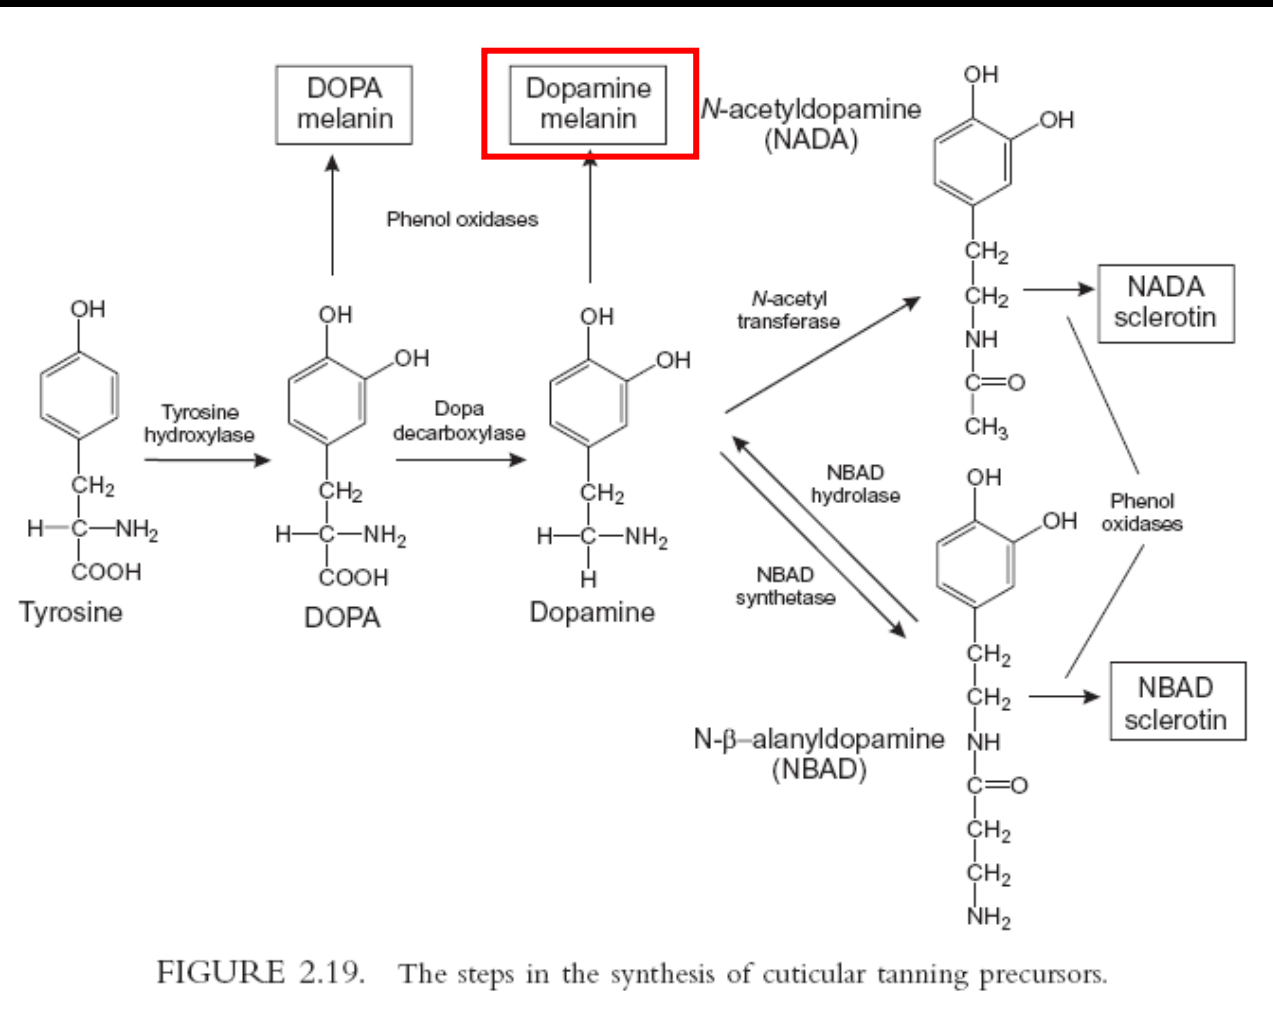 DOPA
melanin
Dopamine
melanin
N-acetyldopamine
(NADA)
OH
OH
CH2
CH2
NH
C=O
CH3
Phenol oxidases
N-acetyl
transferase
NADA
sclerotin
OH
CH2
H–C–NH2
COOH
Tyrosine
Tyrosine
hydroxylase
OH
OH
CH2
H–C–NH2
COOH
DOPA
Dopa
decarboxylase
OH
OH
CH2
H–C–NH2
H
Dopamine
NBAD
hydrolase
NBAD
synthetase
Phenol
oxidases
OH
OH
CH2
CH2
NH
C=O
CH2
CH2
NH2
N-β–alanyldopamine
(NBAD)
NBAD
sclerotin
FIGURE 2.19. The steps in the synthesis of cuticular tanning precursors.